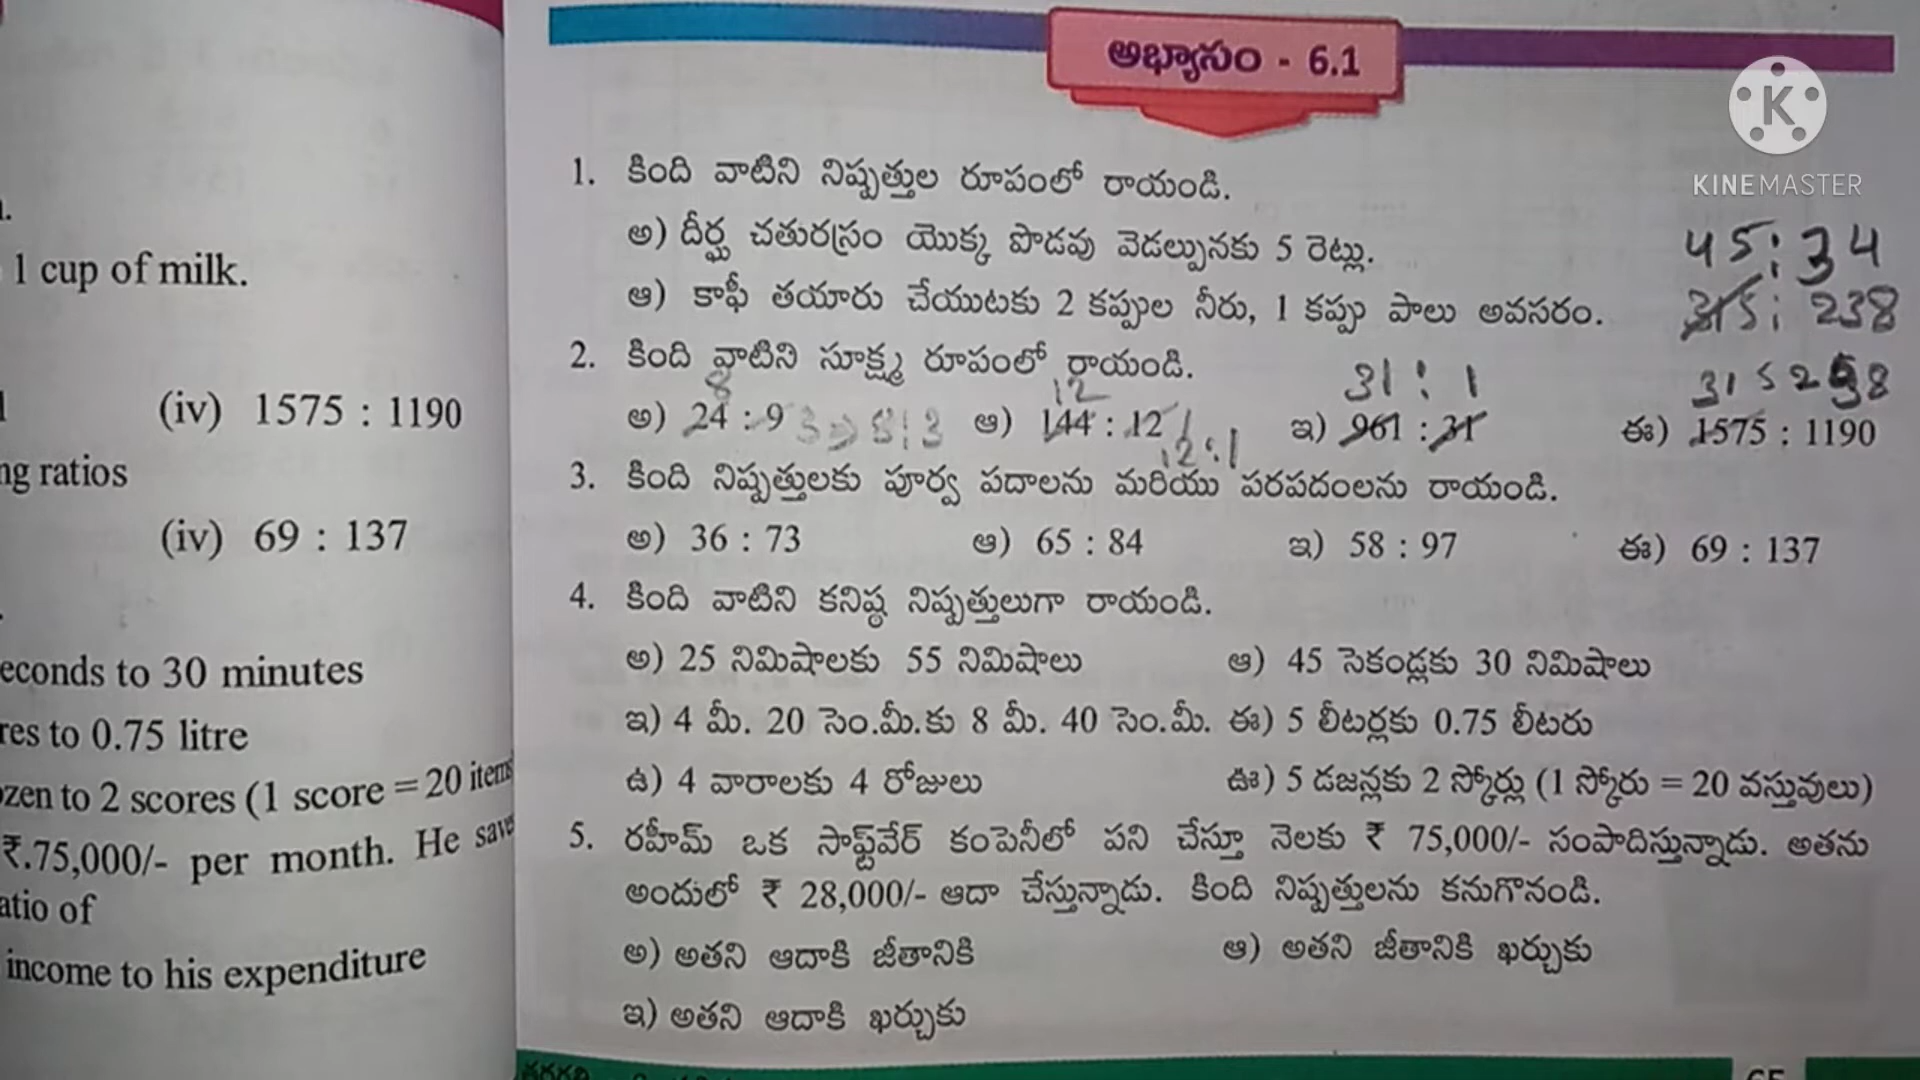 1 cup of milk.
(iv) 1575 : 1190
ng ratios
(iv) 69 : 137
econds to 30 minutes
res to 0.75 litre
ozen to 2 scores (1 score = 20 items
₹.75,000/- per month. He saves
atio of
income to his expenditure
అభ్యాసం - 6.1
KINEMASTER
1. కింది వాటిని నిష్పత్తుల రూపంలో రాయండి.
అ) దీర్ఘ చతురస్రం యొక్క పొడవు వెడల్పునకు 5 రెట్లు.
45 : 34
ఆ) కాఫీ తయారు చేయుటకు 2 కప్పుల నీరు, 1 కప్పు పాలు అవసరం.
315 : 238
2. కింది వాటిని సూక్ష్మ రూపంలో రాయండి.
8 12 31 : 1
అ) 24 : 9 ఆ) 144 : 12 ఇ) 961 : 31 ఈ) 1575 : 1190
12 : 1
3. కింది నిష్పత్తులకు పూర్వ పదాలను మరియు పరపదంలను రాయండి.
అ) 36 : 73 ఆ) 65 : 84 ఇ) 58 : 97 ఈ) 69 : 137
4. కింది వాటిని కనిష్ఠ నిష్పత్తులుగా రాయండి.
అ) 25 నిమిషాలకు 55 నిమిషాలు ఆ) 45 సెకండ్లకు 30 నిమిషాలు
ఇ) 4 మీ. 20 సెం.మీ.కు 8 మీ. 40 సెం.మీ. ఈ) 5 లీటర్లకు 0.75 లీటరు
ఉ) 4 వారాలకు 4 రోజులు ఊ) 5 డజన్లకు 2 స్కోర్లు (1 స్కోరు = 20 వస్తువులు)
5. రహీమ్ ఒక సాఫ్ట్‌వేర్ కంపెనీలో పని చేస్తూ నెలకు ₹ 75,000/- సంపాదిస్తున్నాడు. అతను
అందులో ₹ 28,000/- ఆదా చేస్తున్నాడు. కింది నిష్పత్తులను కనుగొనండి.
అ) అతని ఆదాకి జీతానికి ఆ) అతని జీతానికి ఖర్చుకు
ఇ) అతని ఆదాకి ఖర్చుకు